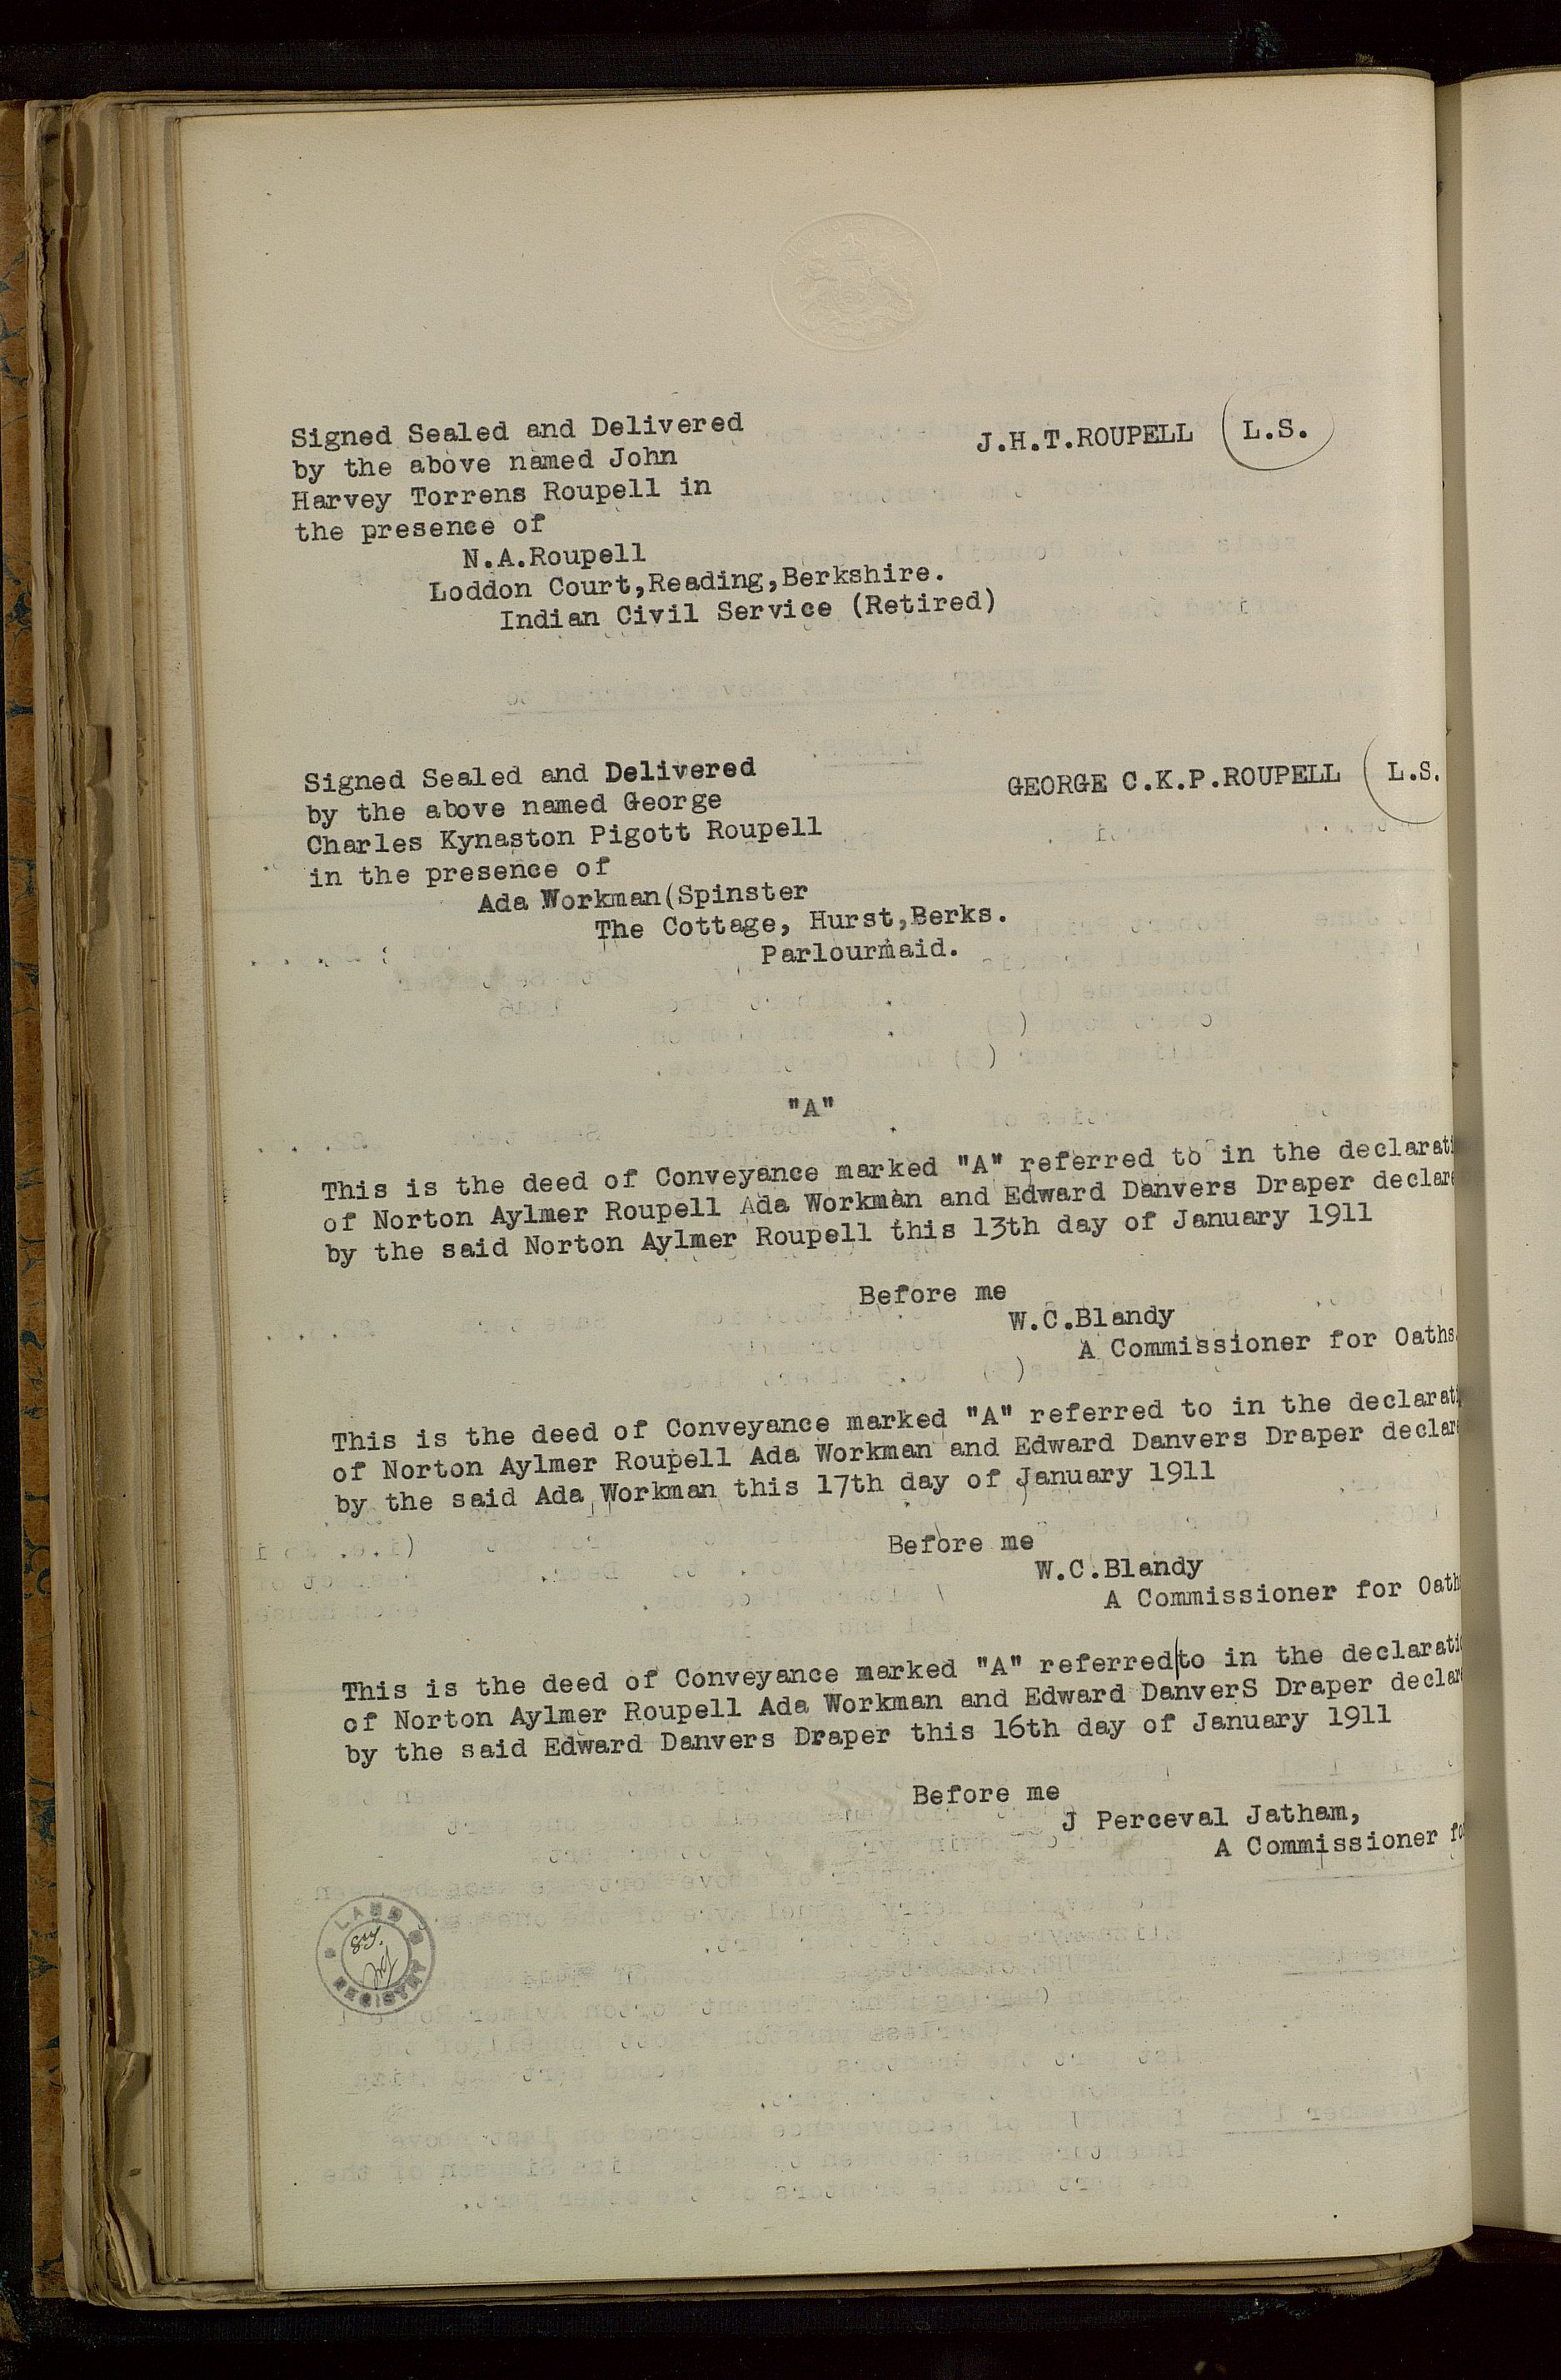 Signed Sealed and Delivered
by the above named John
Harvey Torrens Roupell in
the presence of
J.H.T.ROUPELL (L.S.
N.A.Roupell
Loddon Court,Reading,Berkshire.
Indian Civil Service (Retired)
Signed Sealed and Delivered
by the above named George
Charles Kynaston Pigott Roupell
in the presence of
GEORGE C.K.P.ROUPELL (L.S.
Ada Workman(Spinster
The Cottage, Hurst,Berks.
Parlourmaid.
"A"
This is the deed of Conveyance marked "A" referred to in the declarati
of Norton Aylmer Roupell Ada Workman and Edward Danvers Draper declare
by the said Norton Aylmer Roupell this 13th day of January 1911
Before me
W.C.Blandy
A Commissioner for Oaths.
This is the deed of Conveyance marked "A" referred to in the declarati
of Norton Aylmer Roupell Ada Workman and Edward Danvers Draper declare
by the said Ada Workman this 17th day of January 1911
Before me
W.C.Blandy
A Commissioner for Oath
This is the deed of Conveyance marked "A" referred to in the declaratio
of Norton Aylmer Roupell Ada Workman and Edward DanverS Draper declare
by the said Edward Danvers Draper this 16th day of January 1911
Before me
J Perceval Jatham,
A Commissioner fo
LAND
REGISTRY